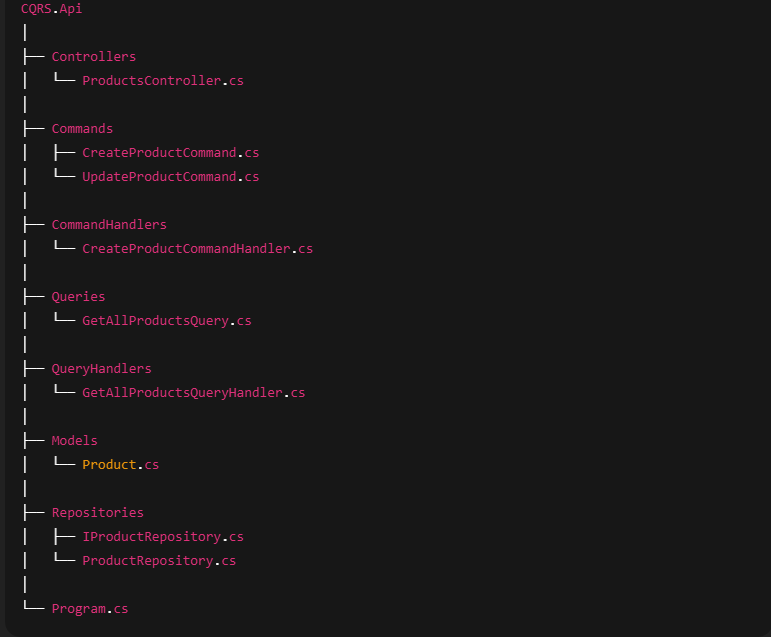 CQRS.Api
│
├── Controllers
│   └── ProductsController.cs
│
├── Commands
│   ├── CreateProductCommand.cs
│   └── UpdateProductCommand.cs
│
├── CommandHandlers
│   └── CreateProductCommandHandler.cs
│
├── Queries
│   └── GetAllProductsQuery.cs
│
├── QueryHandlers
│   └── GetAllProductsQueryHandler.cs
│
├── Models
│   └── Product.cs
│
├── Repositories
│   ├── IProductRepository.cs
│   └── ProductRepository.cs
│
└── Program.cs